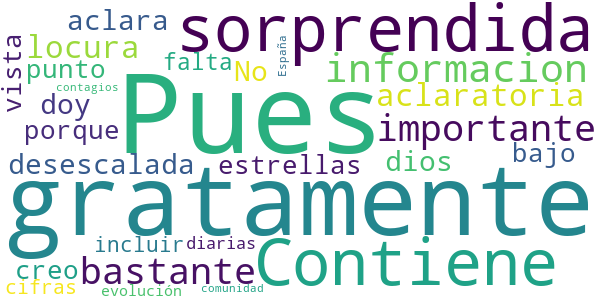 aclara
sorprendida
locura
vista
punto
falta
No
España
informacion
contagios
aclaratoria
doy
Pues
porque
importante
desescalada
estrellas
dios
bajo
gratamente
incluir
diarias
Contiene
creo
bastante
cifras
evolución
comunidad